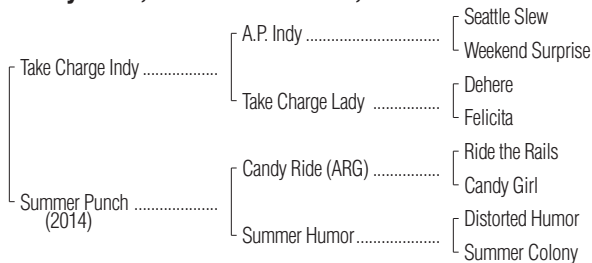 Seattle Slew
A.P. Indy ..............................
Weekend Surprise
Take Charge Indy .................
Dehere
Take Charge Lady ...............
Felicita
Ride the Rails
Candy Ride (ARG) ...............
Candy Girl
Summer Punch ...................
(2014)
Distorted Humor
Summer Humor...................
Summer Colony